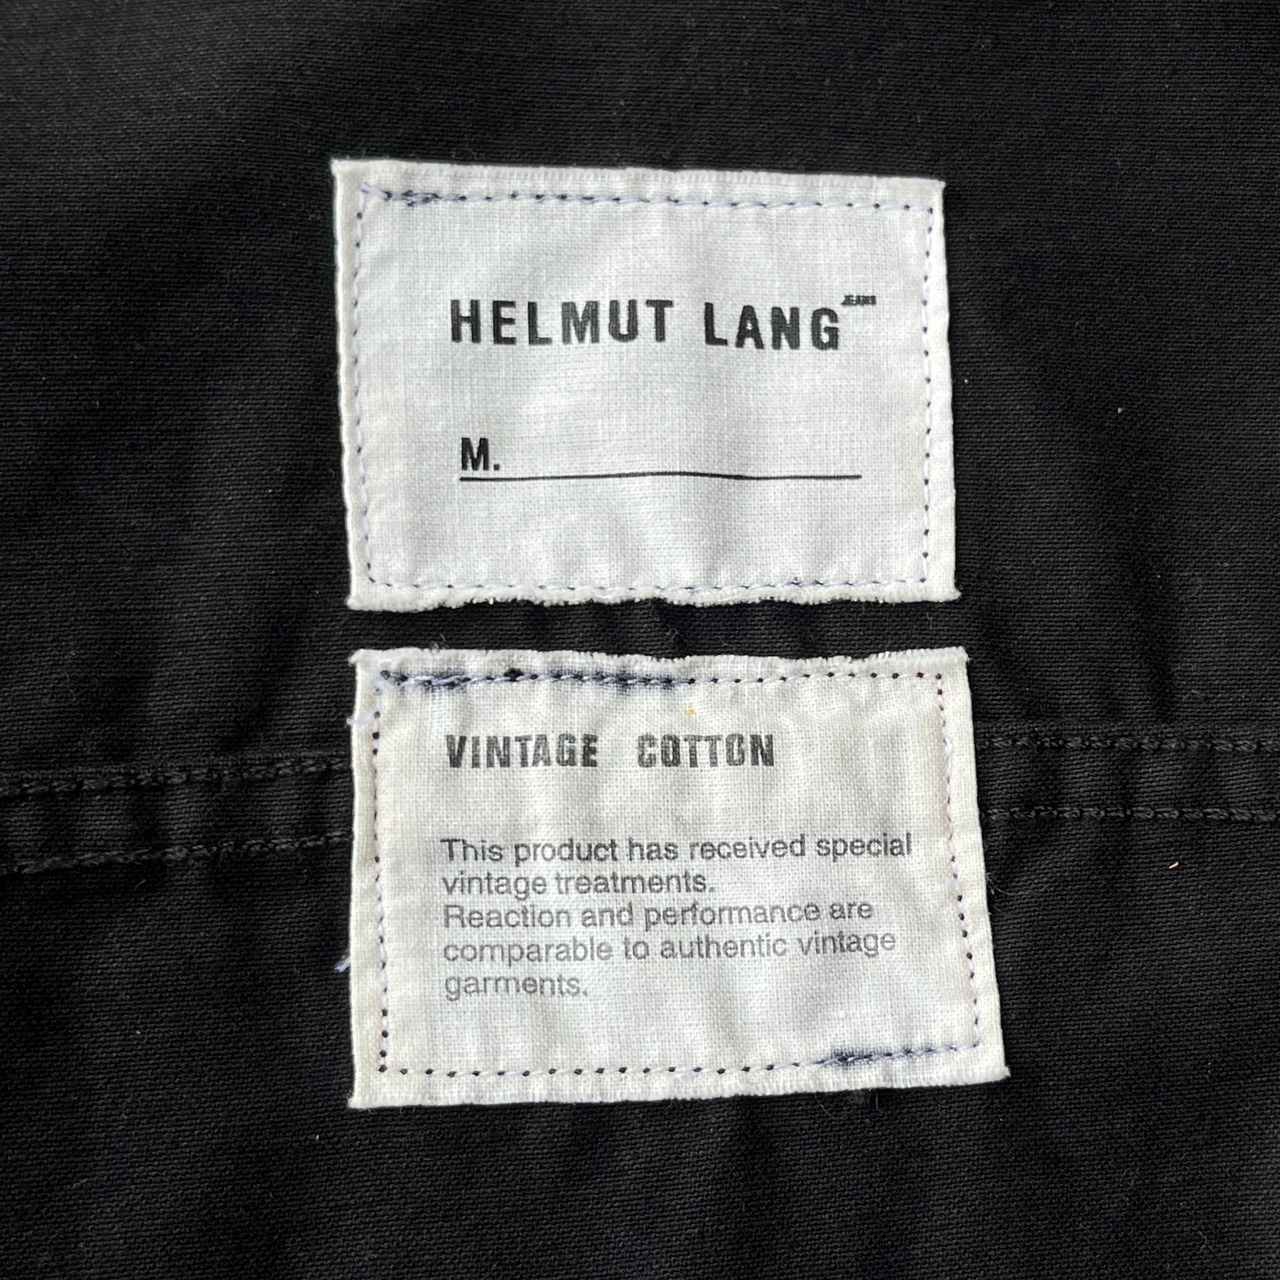 HELMUT LANG JEANS
M.
VINTAGE COTTON
This product has received special
vintage treatments.
Reaction and performance are
comparable to authentic vintage
garments.